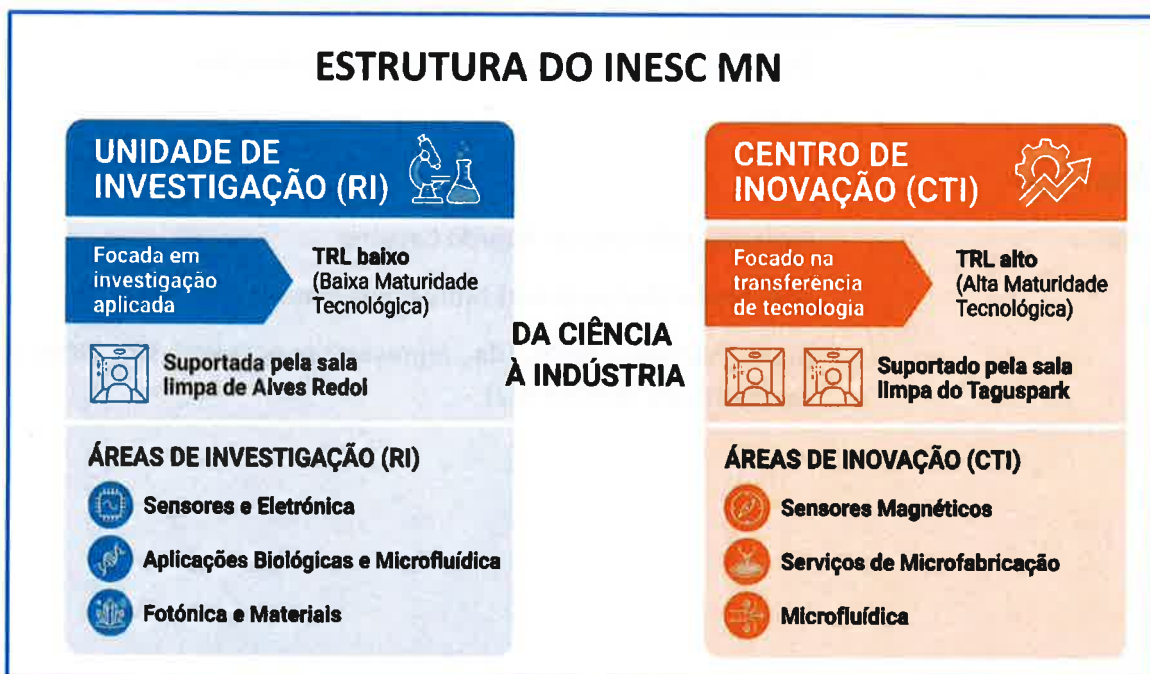 ESTRUTURA DO INESC MN
UNIDADE DE
INVESTIGAÇÃO (RI)
Focada em
investigação
aplicada
TRL baixo
(Baixa Maturidade
Tecnológica)
Suportada pela sala
limpa de Alves Redol
ÁREAS DE INVESTIGAÇÃO (RI)
Sensores e Eletrónica
Aplicações Biológicas e Microfluídica
Fotónica e Materiais
DA CIÊNCIA
À INDÚSTRIA
CENTRO DE
INOVAÇÃO (CTI)
Focado na
transferência
de tecnologia
TRL alto
(Alta Maturidade
Tecnológica)
Suportado pela sala
limpa do Taguspark
ÁREAS DE INOVAÇÃO (CTI)
Sensores Magnéticos
Serviços de Microfabricação
Microfluídica